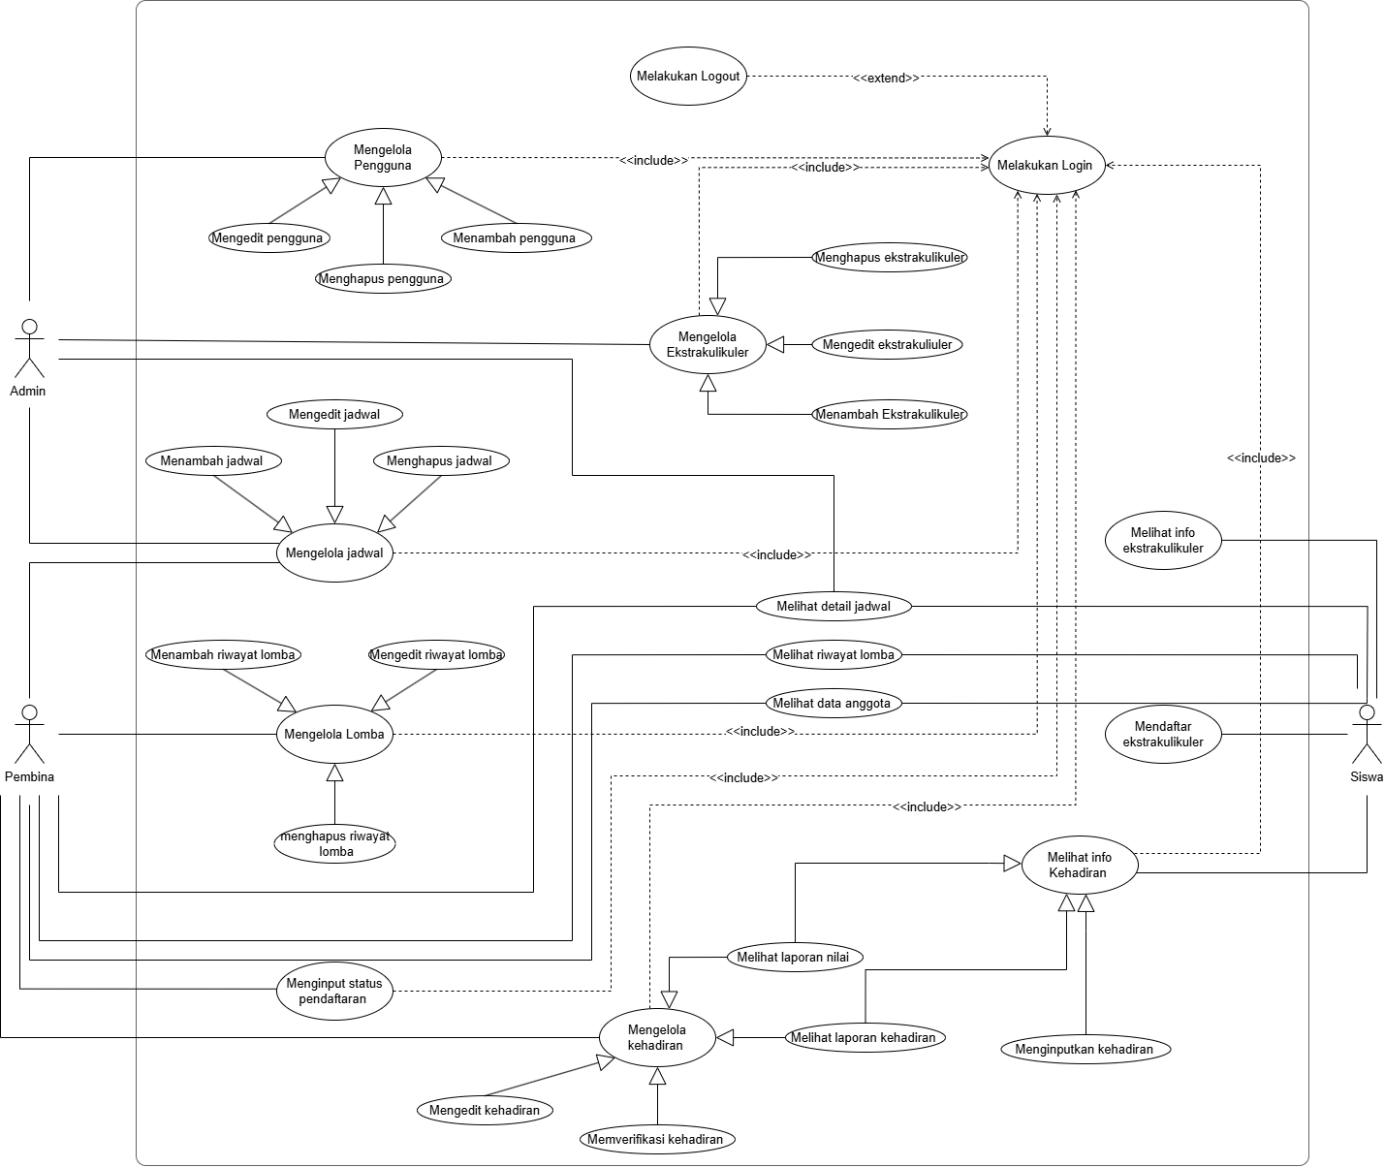 Melakukan Logout
<<extend>>
Mengelola
Pengguna
<<include>>
<<include>>
Melakukan Login
Mengedit pengguna
Menambah pengguna
Menghapus pengguna
Menghapus ekstrakulikuler
Mengelola
Ekstrakulikuler
Mengedit ekstrakuliuler
Admin
Mengedit jadwal
Menambah Ekstrakulikuler
Menambah jadwal
Menghapus jadwal
<<include>>
Mengelola jadwal
<<include>>
Melihat info
ekstrakulikuler
Melihat detail jadwal
Menambah riwayat lomba
Mengedit riwayat lomba
Melihat riwayat lomba
Melihat data anggota
Mengelola Lomba
<<include>>
Mendaftar
ekstrakulikuler
Pembina
<<include>>
Siswa
<<include>>
menghapus riwayat
lomba
Melihat info
Kehadiran
Melihat laporan nilai
Menginput status
pendaftaran
Mengelola
kehadiran
Melihat laporan kehadiran
Menginputkan kehadiran
Mengedit kehadiran
Memverifikasi kehadiran